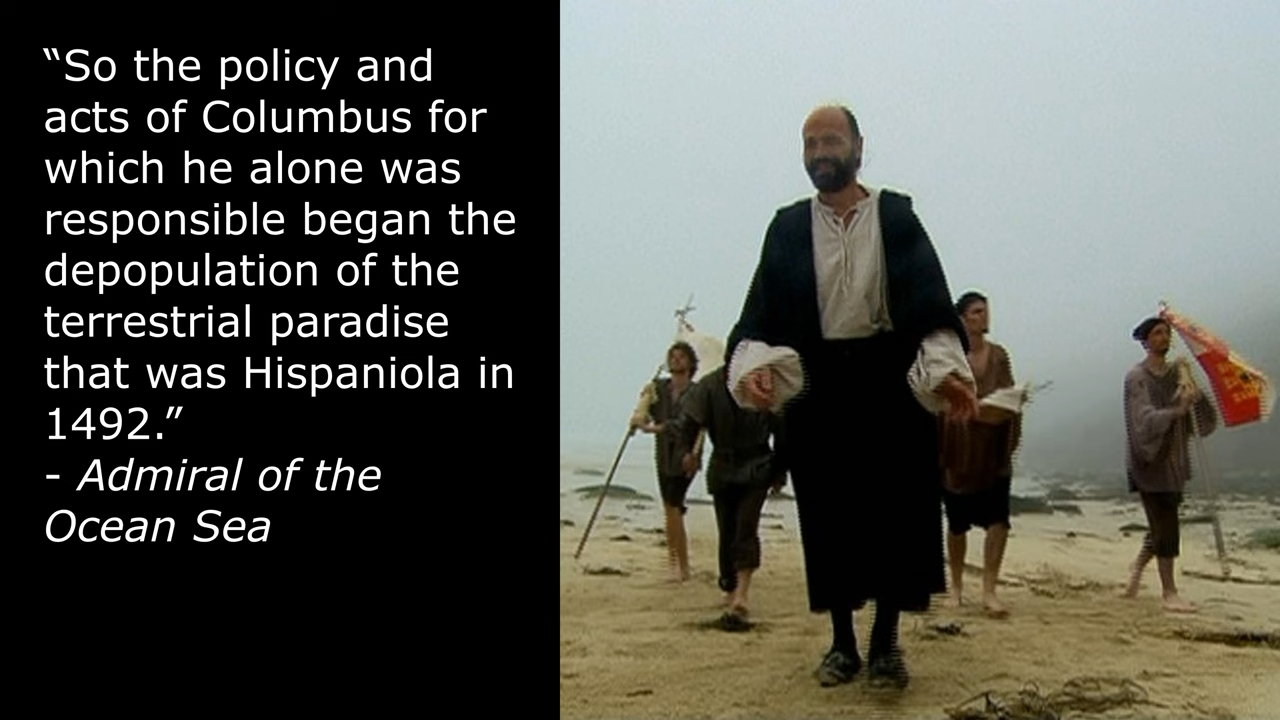 “So the policy and
acts of Columbus for
which he alone was
responsible began the
depopulation of the
terrestrial paradise
that was Hispaniola in
1492.”
- Admiral of the
Ocean Sea